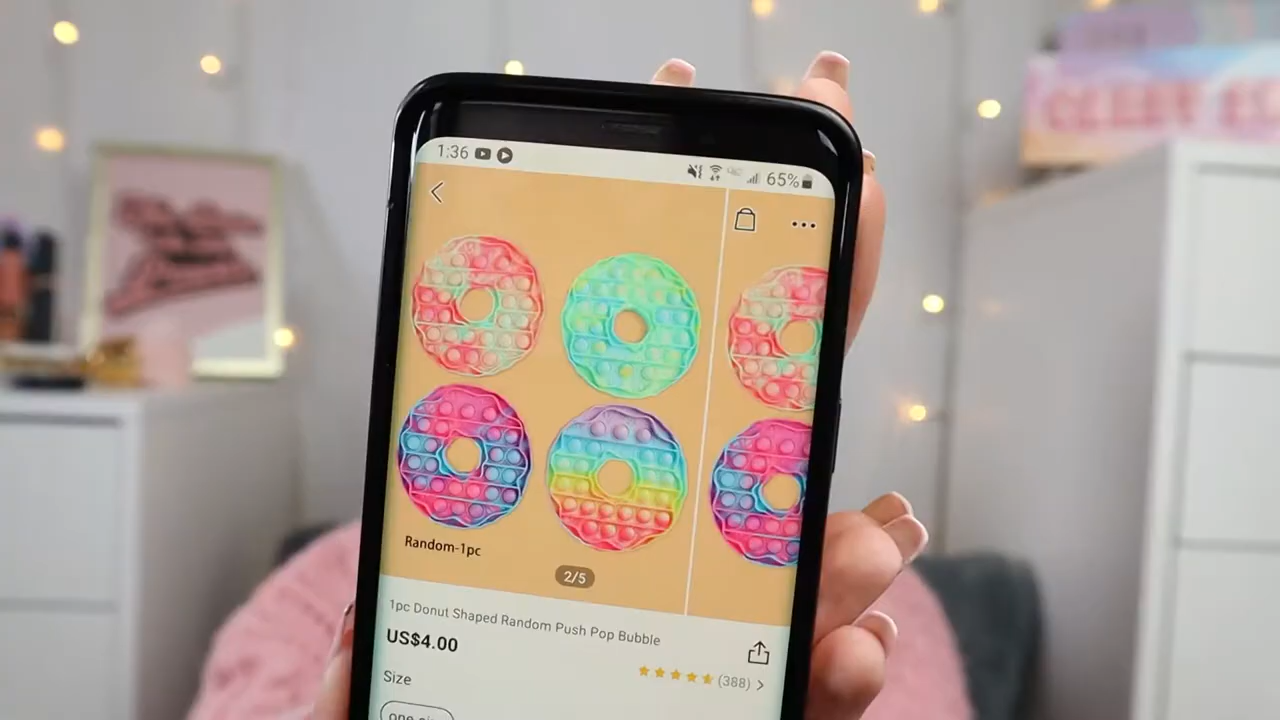 1:36
65%
Random-1pc
2/5
1pc Donut Shaped Random Push Pop Bubble
US$4.00
(388)
Size